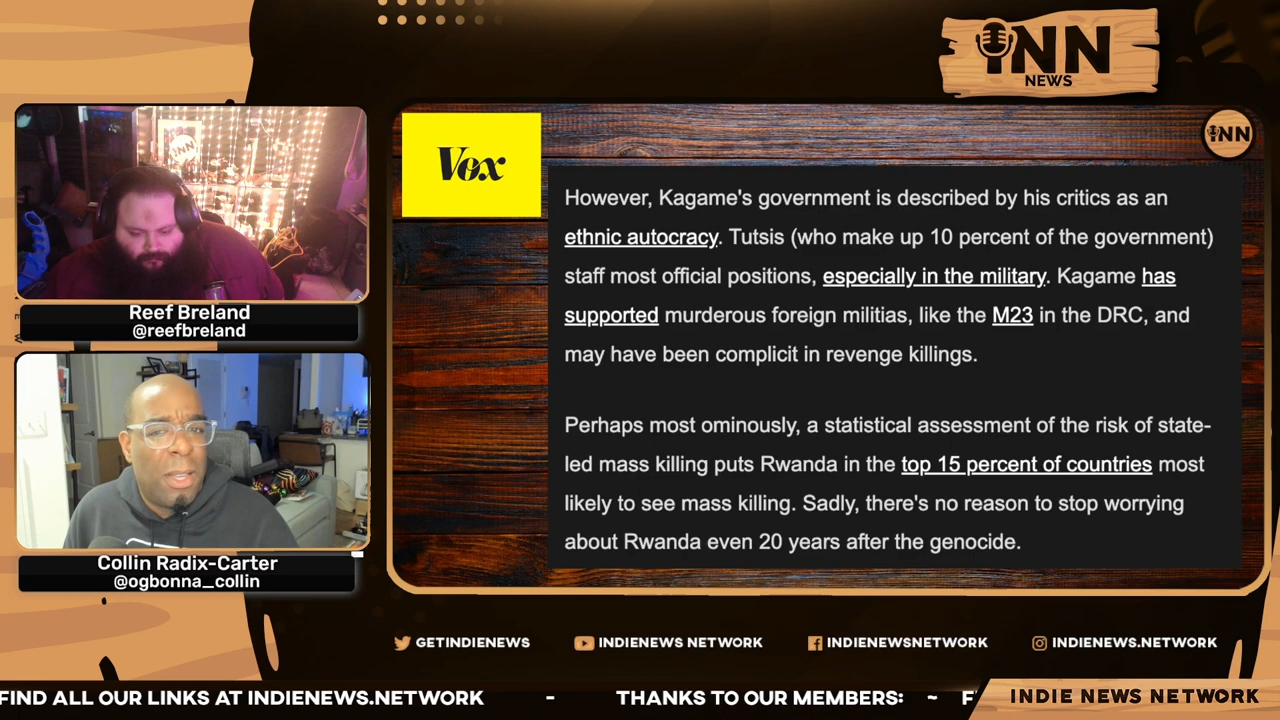 INN
NEWS
INN
Vox
However, Kagame's government is described by his critics as an
ethnic autocracy. Tutsis (who make up 10 percent of the government)
staff most official positions, especially in the military. Kagame has
supported murderous foreign militias, like the M23 in the DRC, and
may have been complicit in revenge killings.
Perhaps most ominously, a statistical assessment of the risk of state-
led mass killing puts Rwanda in the top 15 percent of countries most
likely to see mass killing. Sadly, there's no reason to stop worrying
about Rwanda even 20 years after the genocide.
Reef Breland
@reefbreland
Collin Radix-Carter
@ogbonna_collin
GETINDIENEWS
INDIENEWS NETWORK
INDIENEWSNETWORK
INDIENEWS.NETWORK
FIND ALL OUR LINKS AT INDIENEWS.NETWORK - THANKS TO OUR MEMBERS: ~ F
INDIE NEWS NETWORK